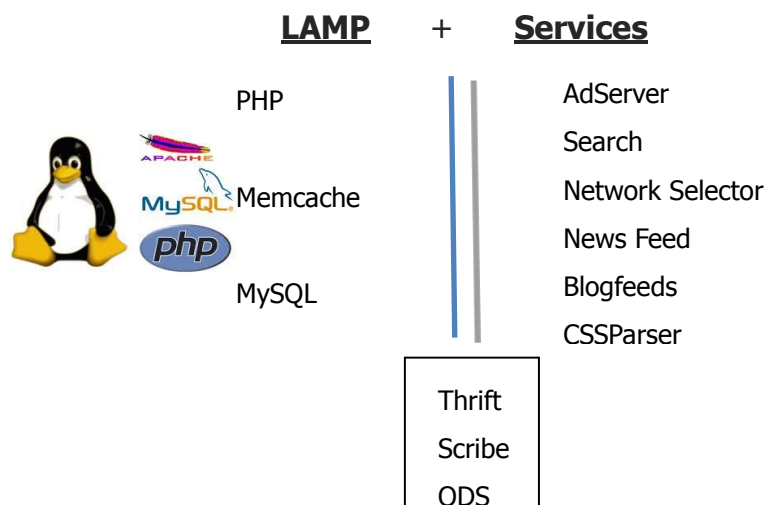 LAMP + Services
PHP
APACHE
MySQL
Memcache
php
MySQL
AdServer
Search
Network Selector
News Feed
Blogfeeds
CSSParser
Thrift
Scribe
ODS